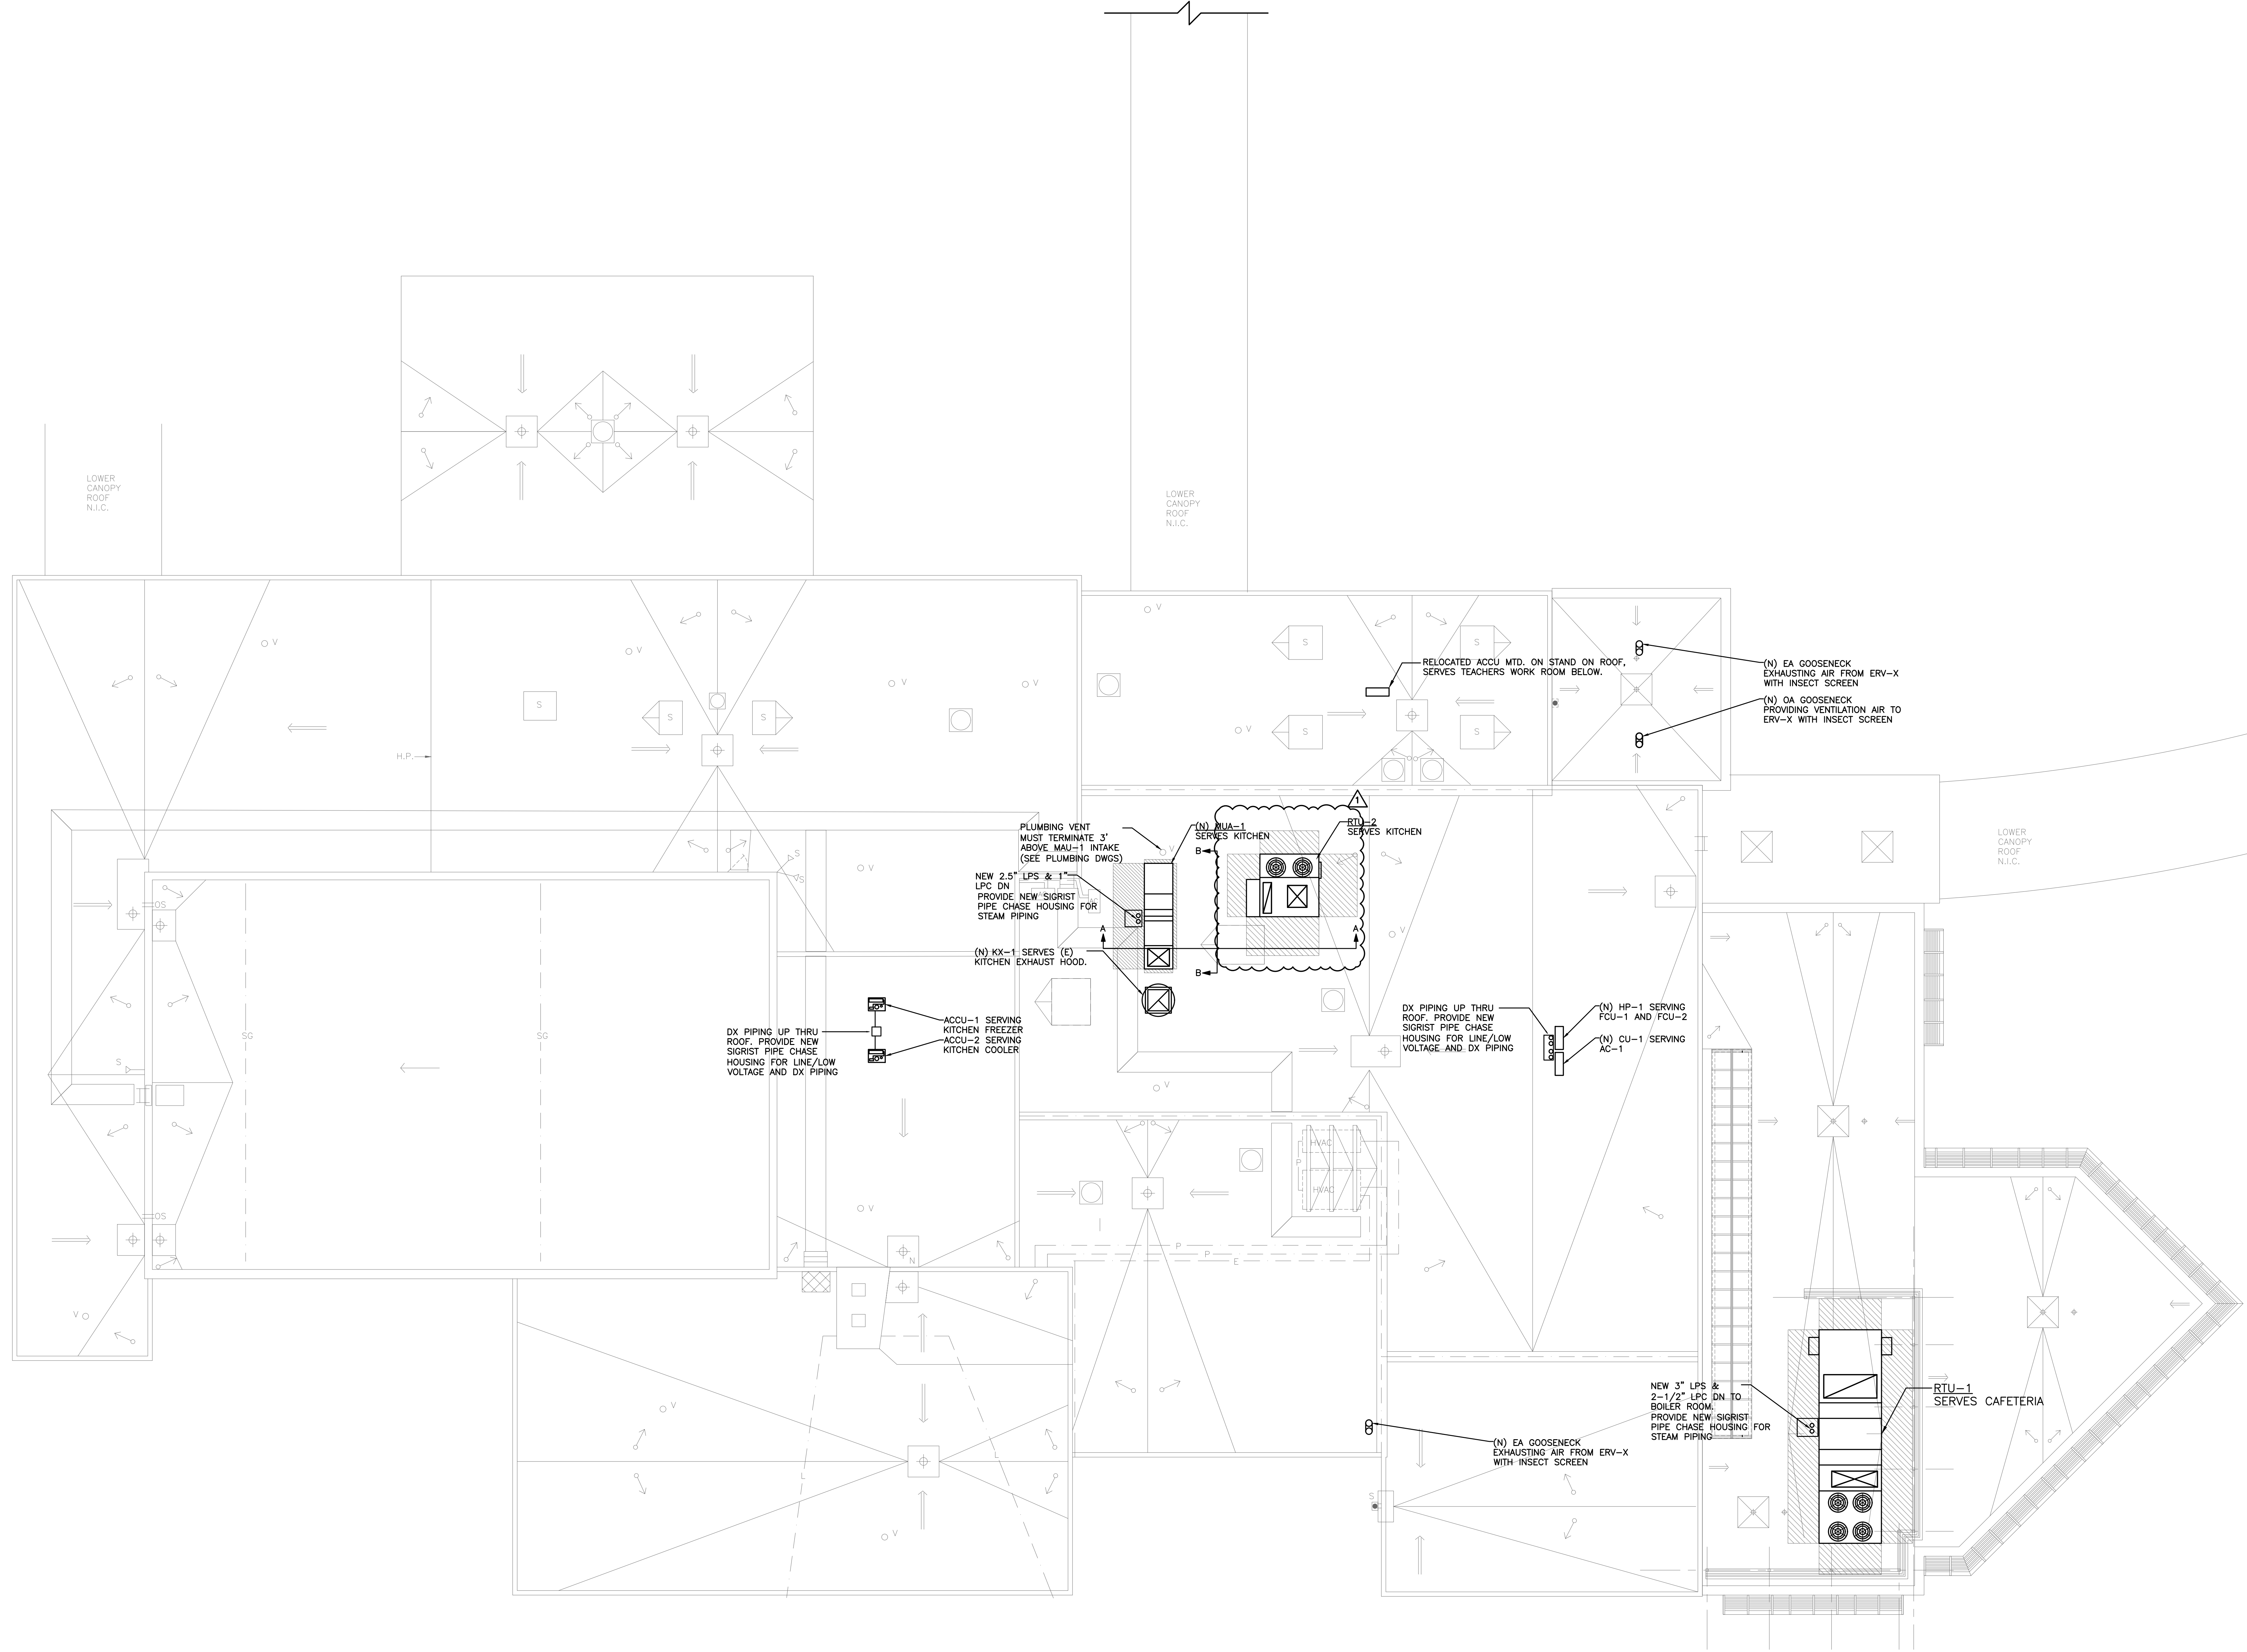 LOWER
CANOPY
ROOF
N.I.C.
LOWER
CANOPY
ROOF
N.I.C.
V
V
V
V
V
S
S
S
H.P.
V
S
S
V
S
S
RELOCATED ACCU MTD. ON STAND ON ROOF,
SERVES TEACHERS WORK ROOM BELOW.
(N) EA GOOSENECK
EXHAUSTING AIR FROM ERV-X
WITH INSECT SCREEN
(N) OA GOOSENECK
PROVIDING VENTILATION AIR TO
ERV-X WITH INSECT SCREEN
1
PLUMBING VENT
MUST TERMINATE 3'
ABOVE MAU-1 INTAKE
(SEE PLUMBING DWGS)
(N) MUA-1
SERVES KITCHEN
RTU-2
SERVES KITCHEN
LOWER
CANOPY
ROOF
N.I.C.
V
B
S
S
V
NEW 2.5" LPS & 1"
LPC DN
PROVIDE NEW SIGRIST
PIPE CHASE HOUSING FOR
STEAM PIPING
OS
A
A
V
(N) KX-1 SERVES (E)
KITCHEN EXHAUST HOOD.
B
DX PIPING UP THRU
ROOF. PROVIDE NEW
SIGRIST PIPE CHASE
HOUSING FOR LINE/LOW
VOLTAGE AND DX PIPING
ACCU-1 SERVING
KITCHEN FREEZER
ACCU-2 SERVING
KITCHEN COOLER
DX PIPING UP THRU
ROOF. PROVIDE NEW
SIGRIST PIPE CHASE
HOUSING FOR LINE/LOW
VOLTAGE AND DX PIPING
(N) HP-1 SERVING
FCU-1 AND FCU-2
(N) CU-1 SERVING
AC-1
SG
SG
S
V
HVAC
P
HVAC
V
OS
P
P
E
N
V
V
L
L
V
S
(N) EA GOOSENECK
EXHAUSTING AIR FROM ERV-X
WITH INSECT SCREEN
NEW 3" LPS &
2-1/2" LPC DN TO
BOILER ROOM.
PROVIDE NEW SIGRIST
PIPE CHASE HOUSING FOR
STEAM PIPING
RTU-1
SERVES CAFETERIA